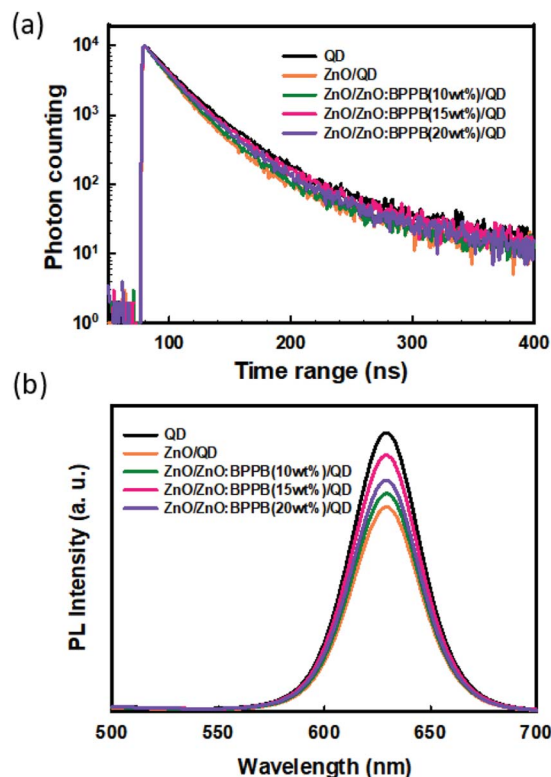 (a)
Photon counting
10⁴
10³
10²
10¹
10⁰
QD
ZnO/QD
ZnO/ZnO:BPPB(10wt%)/QD
ZnO/ZnO:BPPB(15wt%)/QD
ZnO/ZnO:BPPB(20wt%)/QD
100 200 300 400
Time range (ns)
(b)
PL Intensity (a. u.)
QD
ZnO/QD
ZnO/ZnO:BPPB(10wt%)/QD
ZnO/ZnO:BPPB(15wt%)/QD
ZnO/ZnO:BPPB(20wt%)/QD
500 550 600 650 700
Wavelength (nm)